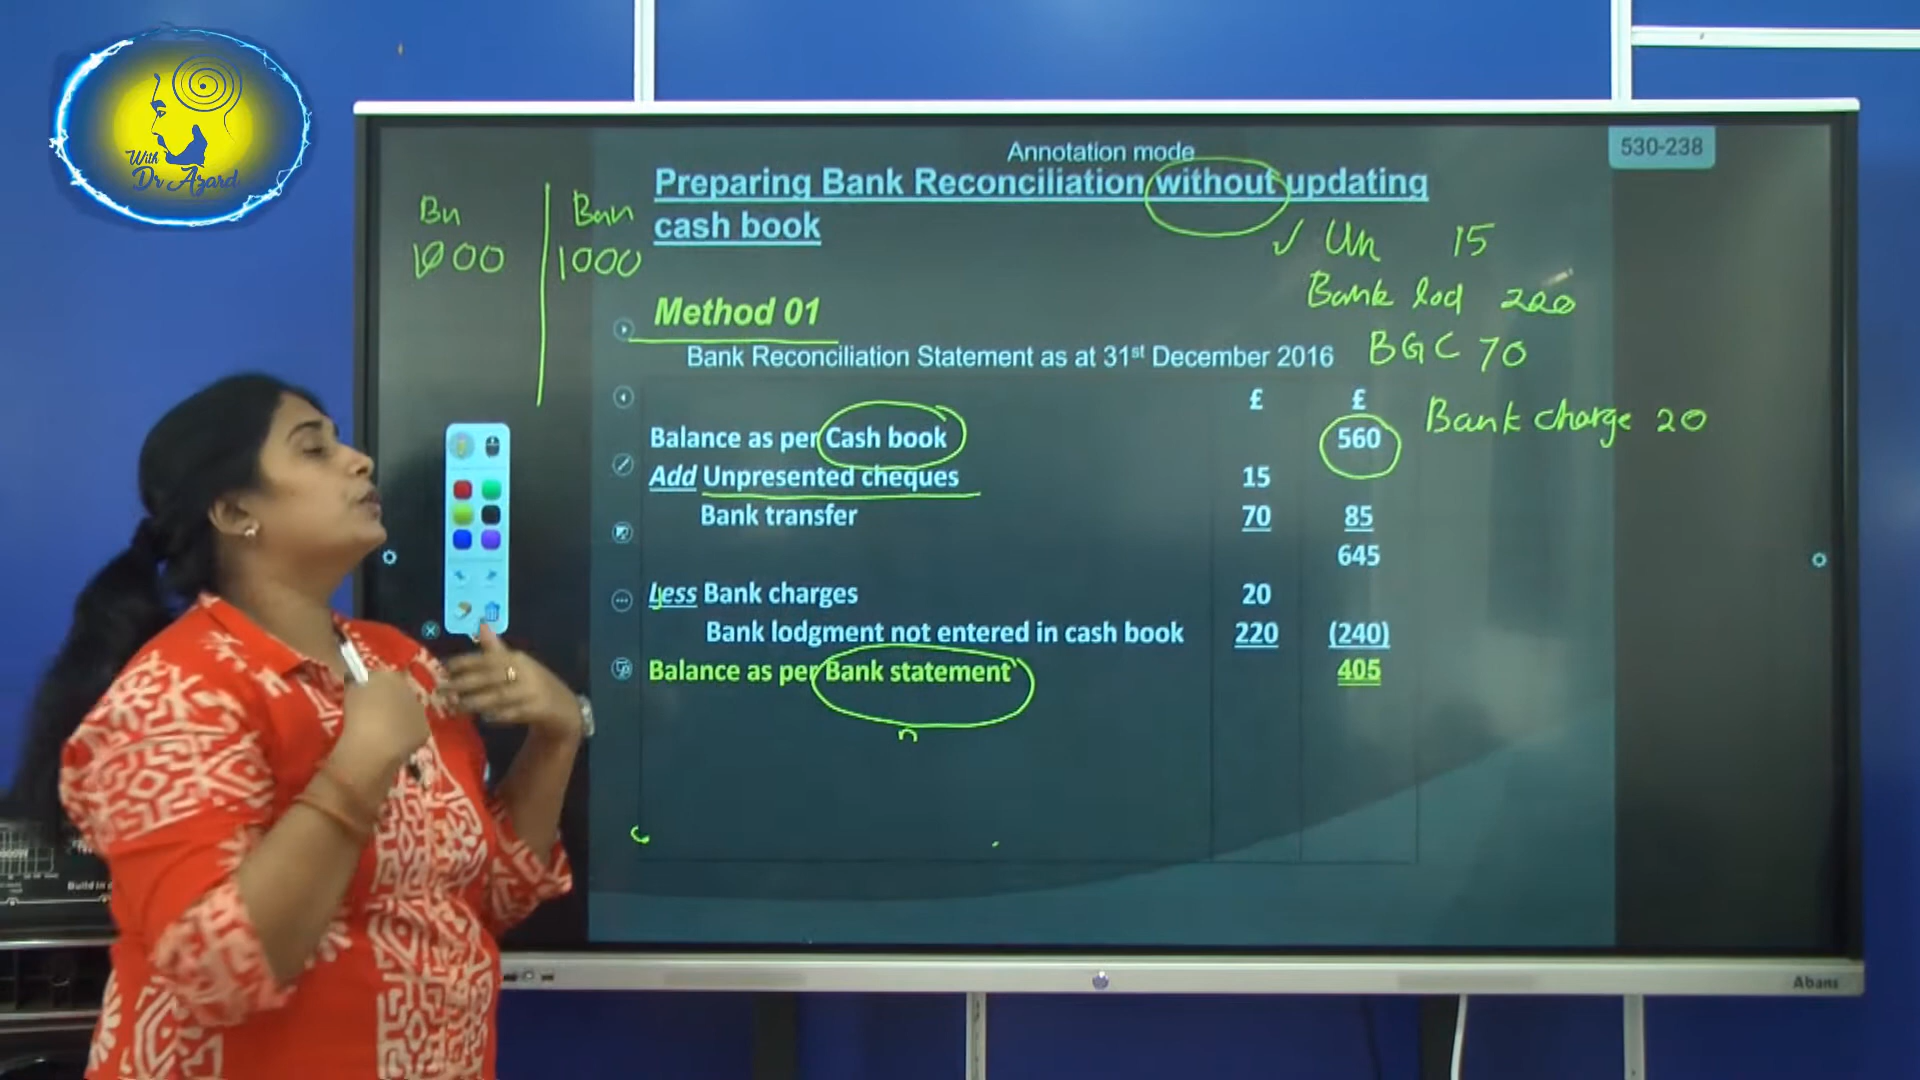 With
Dr Azard
Annotation mode
530-238
Preparing Bank Reconciliation without updating
cash book
Bn
1000
Ban
1000
✓ Un 15
Bank lod 220
BGC 70
Bank charge 20
Method 01
Bank Reconciliation Statement as at 31st December 2016
£ £
Balance as per Cash book 560
Add Unpresented cheques 15
Bank transfer 70 85
645
Less Bank charges 20
Bank lodgment not entered in cash book 220 (240)
Balance as per Bank statement 405
Abans